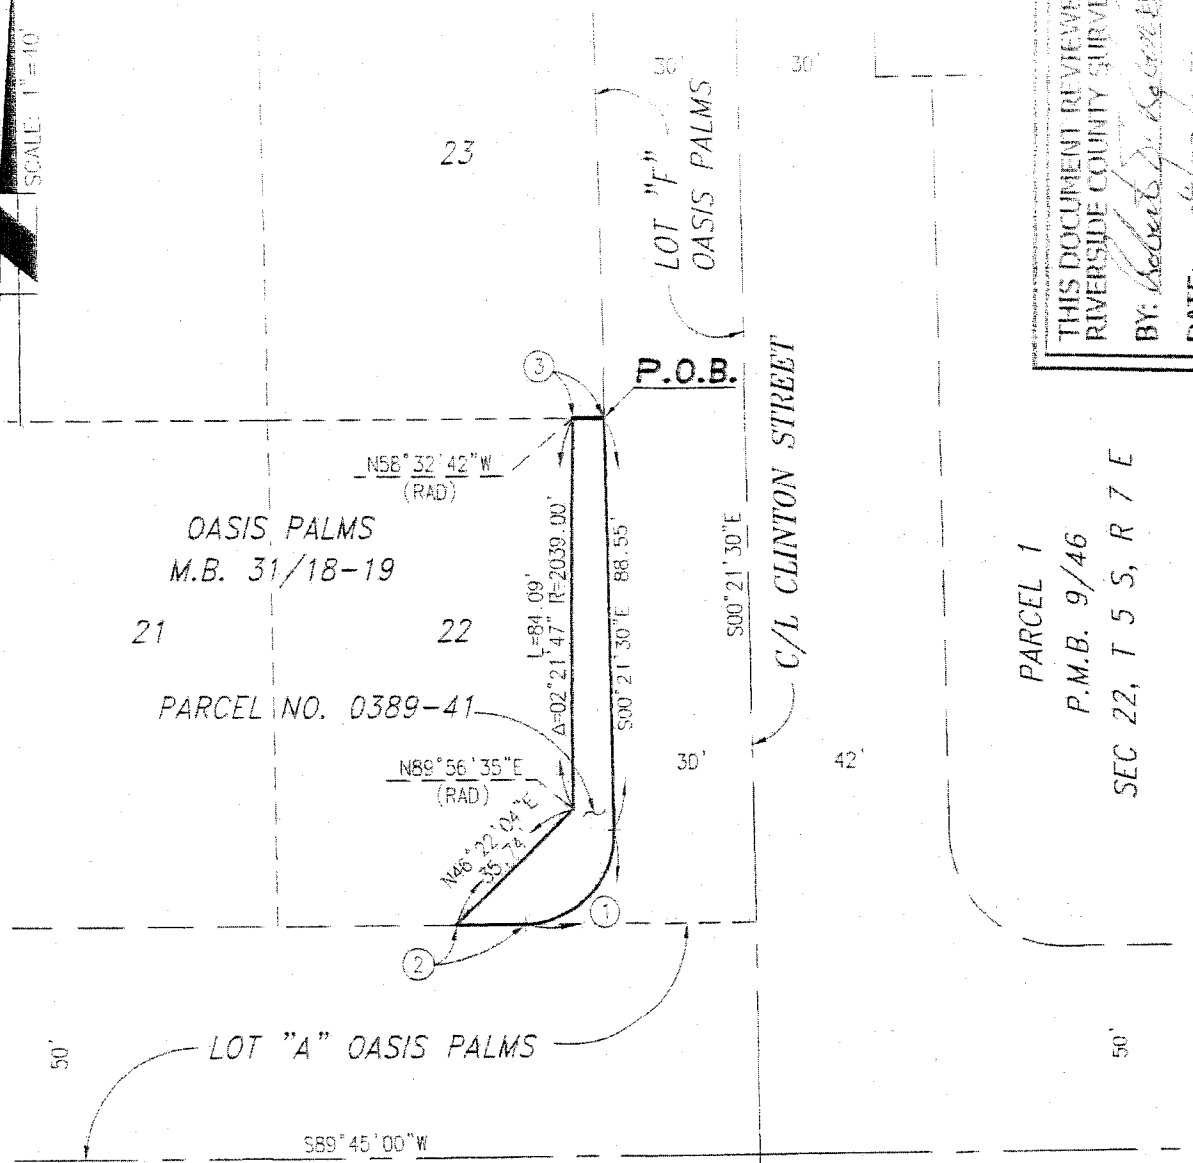 SCALE: 1"=40'
30'
30'
23
LOT "F"
OASIS PALMS
THIS DOCUMENT REVIEWE
RIVERSIDE COUNTY SURVE
BY:
DATE:
3
P.O.B.
N58°32'42"W
(RAD)
OASIS PALMS
M.B. 31/18-19
21
22
L=84.09'
Δ=02°21'47" R=2039.00'
S00°21'30"E 88.55'
S00°21'30"E
C/L CLINTON STREET
PARCEL 1
P.M.B. 9/46
SEC 22, T 5 S, R 7 E
PARCEL NO. 0389-41
N89°56'35"E
(RAD)
30'
42'
N46°22'04"E
35.74'
1
2
LOT "A" OASIS PALMS
50'
50'
S89°45'00"W